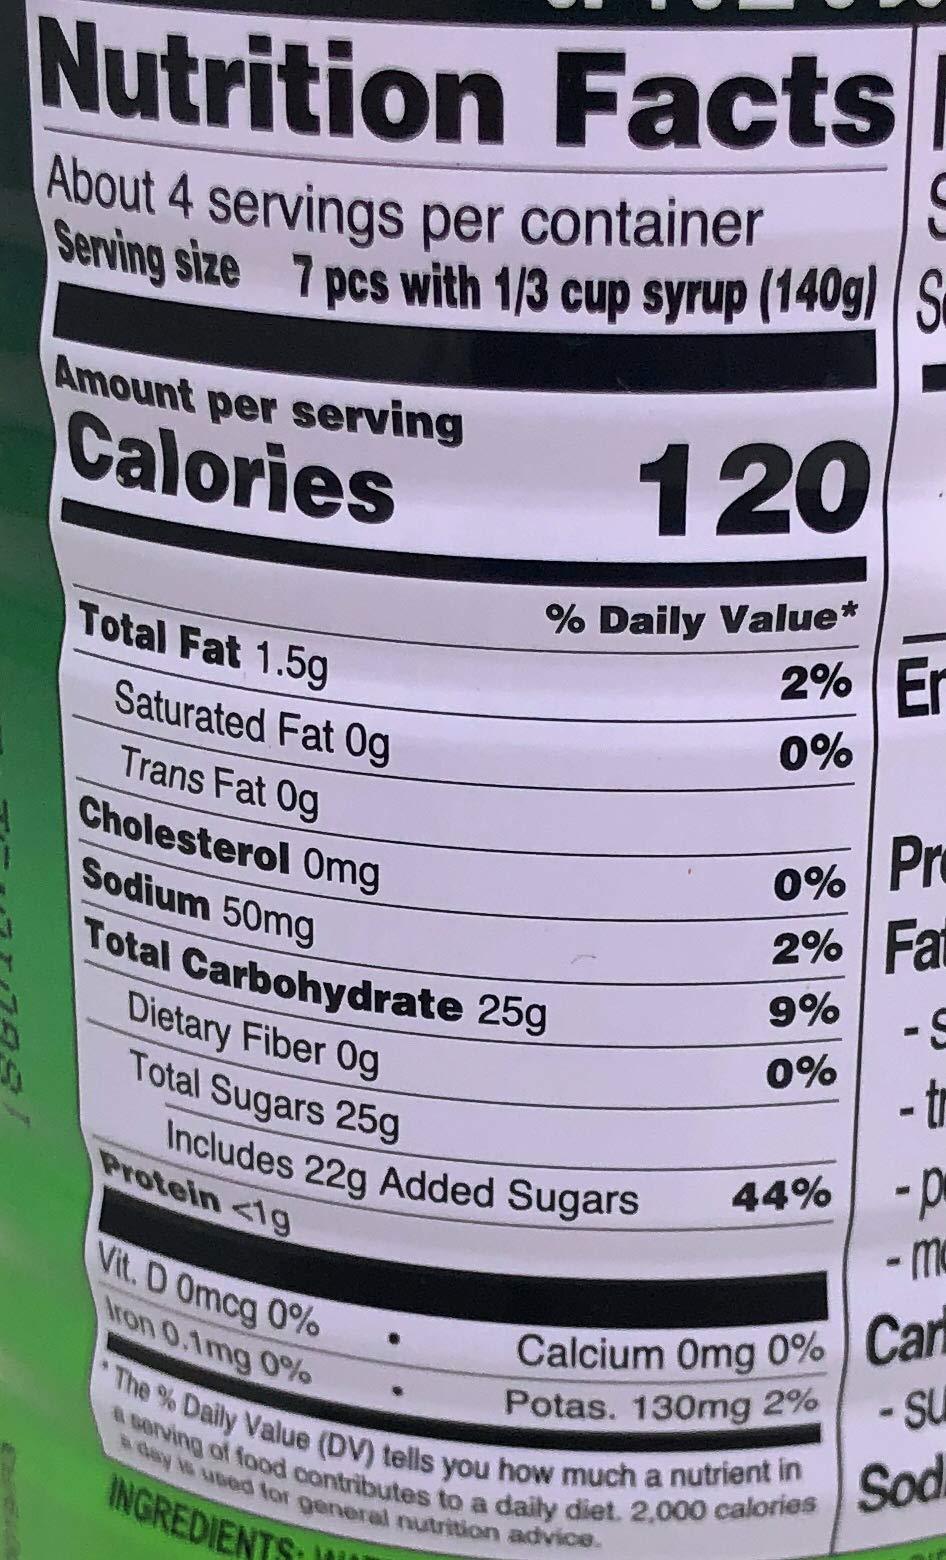 Nutrition Facts
About 4 servings per container
Serving size 7 pcs with 1/3 cup syrup (140g)
Amount per serving
Calories 120
% Daily Value*
Total Fat 1.5g 2%
Saturated Fat 0g 0%
Trans Fat 0g
Cholesterol 0mg 0%
Sodium 50mg 2%
Total Carbohydrate 25g 9%
Dietary Fiber 0g 0%
Total Sugars 25g
Includes 22g Added Sugars 44%
Protein <1g
Vit. D 0mcg 0% • Calcium 0mg 0%
Iron 0.1mg 0% • Potas. 130mg 2%
* The % Daily Value (DV) tells you how much a nutrient in
a serving of food contributes to a daily diet. 2,000 calories
a day is used for general nutrition advice.
INGREDIENTS: